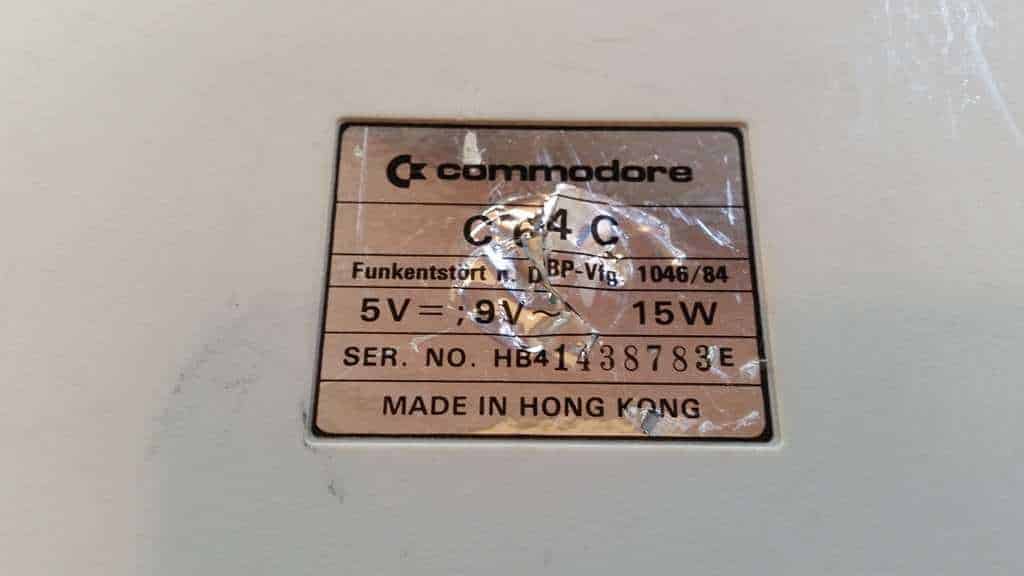 commodore
C 64 C
Funkentstört n. DBP-Vfg. 1046/84
5V⎓; 9V~ 15W
SER. NO. HB41438783E
MADE IN HONG KONG